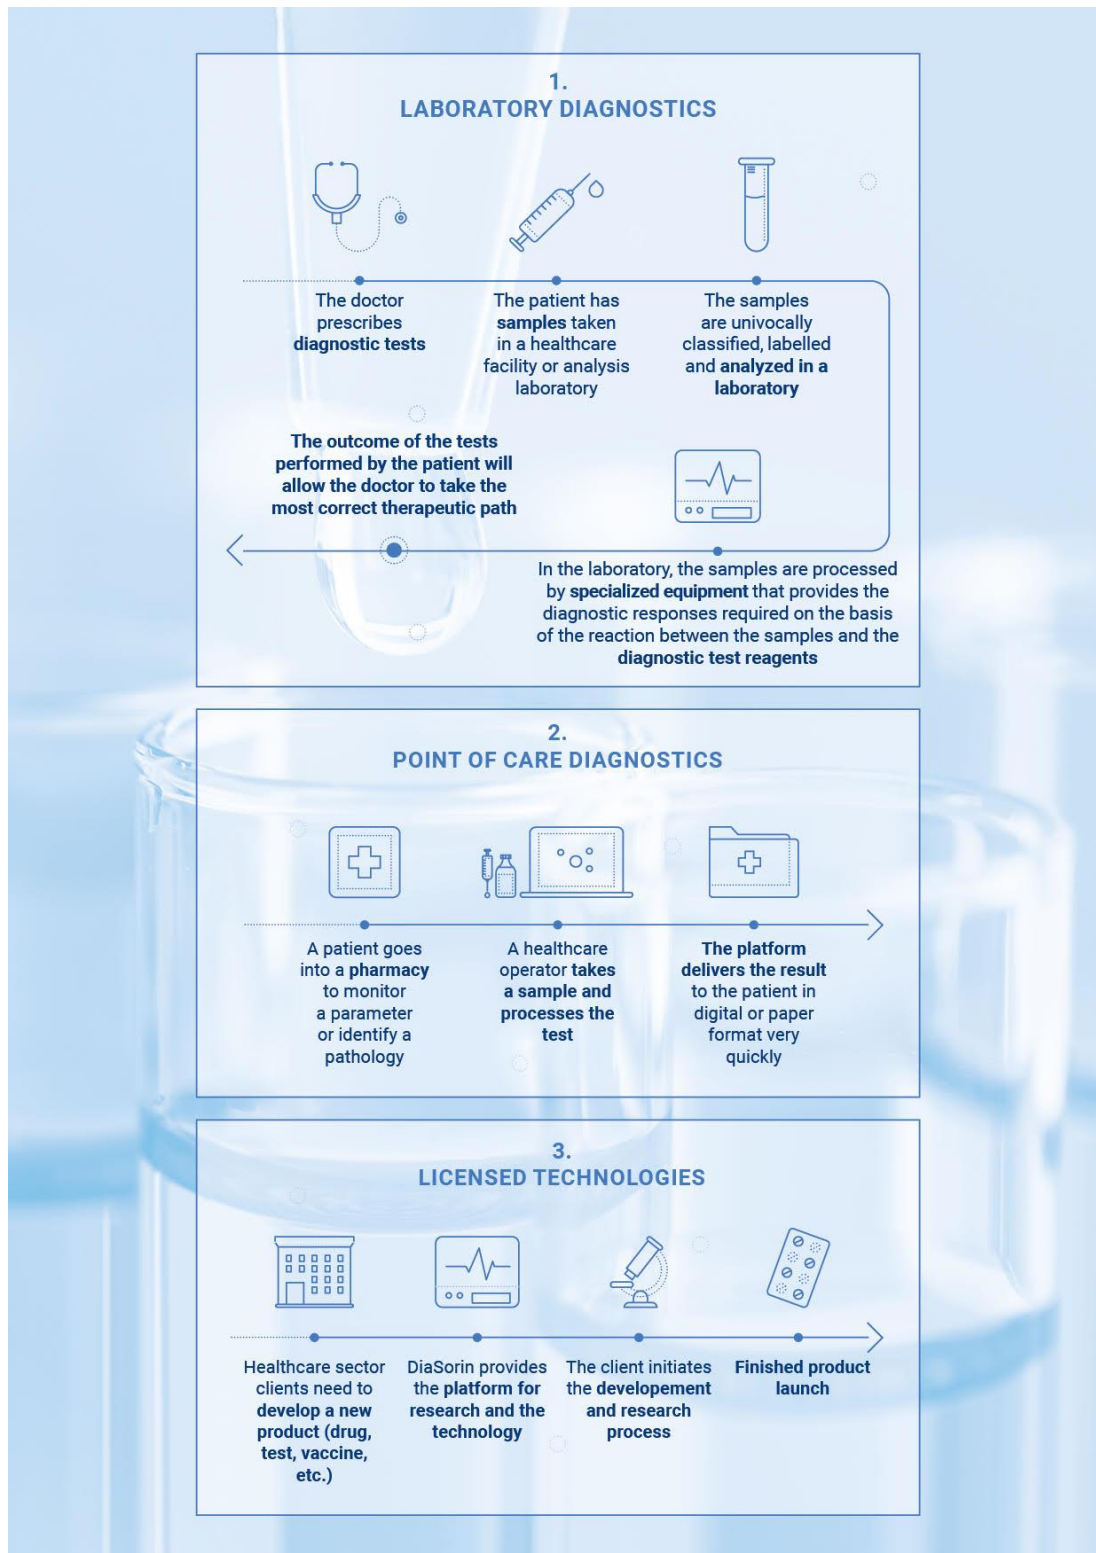 1.
LABORATORY DIAGNOSTICS
The doctor
prescribes
diagnostic tests
The patient has
samples taken
in a healthcare
facility or analysis
laboratory
The samples
are univocally
classified, labelled
and analyzed in a
laboratory
In the laboratory, the samples are processed
by specialized equipment that provides the
diagnostic responses required on the basis
of the reaction between the samples and the
diagnostic test reagents
The outcome of the tests
performed by the patient will
allow the doctor to take the
most correct therapeutic path
2.
POINT OF CARE DIAGNOSTICS
A patient goes
into a pharmacy
to monitor
a parameter
or identify a
pathology
A healthcare
operator takes
a sample and
processes the
test
The platform
delivers the result
to the patient in
digital or paper
format very
quickly
3.
LICENSED TECHNOLOGIES
Healthcare sector
clients need to
develop a new
product (drug,
test, vaccine,
etc.)
DiaSorin provides
the platform for
research and the
technology
The client initiates
the developement
and research
process
Finished product
launch